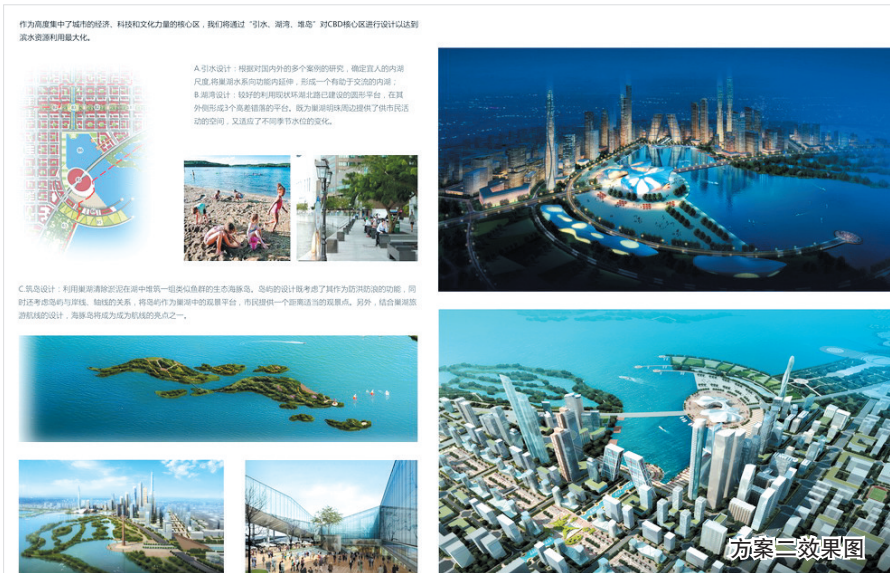 作为高度集中了城市的经济、科技和文化力量的核心区，我们将通过“引水、湖湾、堆岛”对CBD核心区进行设计以达到
滨水资源利用最大化。
A.引水设计：根据对国内外的多个案例的研究，确定宜人的内湖
尺度,将巢湖水系向功能内延伸，形成一个有助于交流的内湖；
B.湖湾设计：较好的利用现状环湖北路已建设的圆形平台，在其
外侧形成3个高差错落的平台。既为巢湖明珠周边提供了供市民活
动的空间，又适应了不同季节水位的变化。
C.筑岛设计：利用巢湖清除淤泥在湖中堆筑一组类似鱼群的生态海豚岛。岛屿的设计既考虑了其作为防洪防浪的功能，同
时还考虑岛屿与岸线、轴线的关系，将岛屿作为巢湖中的观景平台，市民提供一个距离适当的观景点。另外，结合巢湖旅
游航线的设计，海豚岛将成为成为航线的亮点之一。
方案二效果图